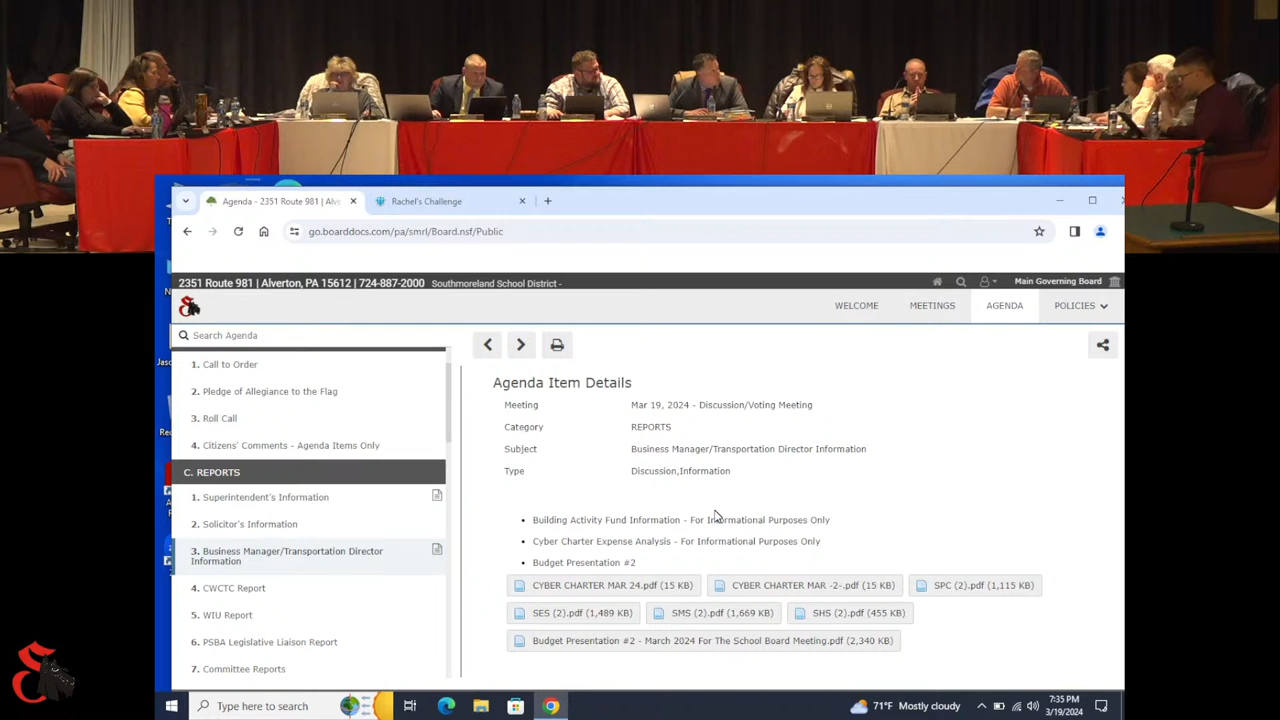 Agenda - 2351 Route 981 | Alv
Rachel's Challenge
go.boarddocs.com/pa/smrl/Board.nsf/Public
2351 Route 981 | Alverton, PA 15612 | 724-887-2000 Southmoreland School District -
Main Governing Board
WELCOME
MEETINGS
AGENDA
POLICIES
Search Agenda
1. Call to Order
2. Pledge of Allegiance to the Flag
3. Roll Call
4. Citizens' Comments - Agenda Items Only
C. REPORTS
1. Superintendent's Information
2. Solicitor's Information
3. Business Manager/Transportation Director
Information
4. CWCTC Report
5. WIU Report
6. PSBA Legislative Liaison Report
7. Committee Reports
Agenda Item Details
Meeting Mar 19, 2024 - Discussion/Voting Meeting
Category REPORTS
Subject Business Manager/Transportation Director Information
Type Discussion,Information
• Building Activity Fund Information - For Informational Purposes Only
• Cyber Charter Expense Analysis - For Informational Purposes Only
• Budget Presentation #2
CYBER CHARTER MAR 24.pdf (15 KB)
CYBER CHARTER MAR -2-.pdf (15 KB)
SPC (2).pdf (1,115 KB)
SES (2).pdf (1,489 KB)
SMS (2).pdf (1,669 KB)
SHS (2).pdf (455 KB)
Budget Presentation #2 - March 2024 For The School Board Meeting.pdf (2,340 KB)
Type here to search
71°F Mostly cloudy
7:35 PM
3/19/2024